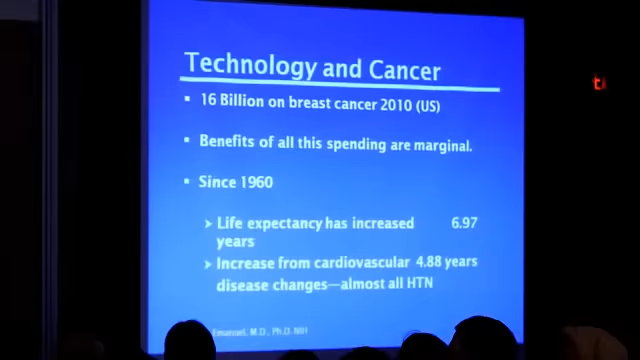 Technology and Cancer
▪ 16 Billion on breast cancer 2010 (US)
▪ Benefits of all this spending are marginal.
▪ Since 1960
➢ Life expectancy has increased 6.97
years
➢ Increase from cardiovascular 4.88 years
disease changes—almost all HTN
Emanuel, M.D., Ph.D. NIH